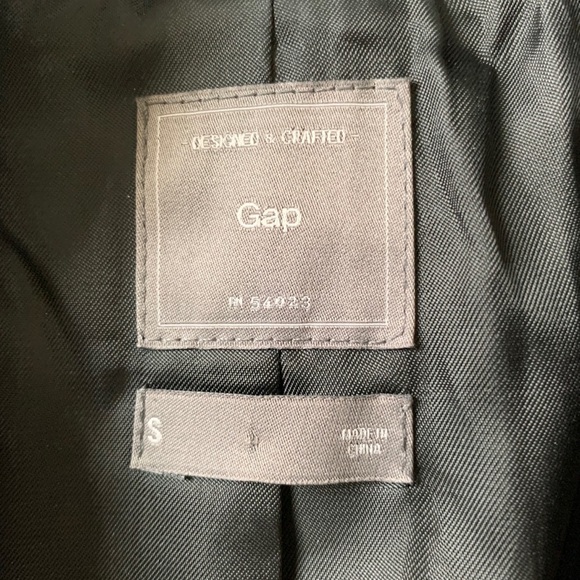 - DESIGNED & CRAFTED -
Gap
RN 54023
S
MADE IN
CHINA